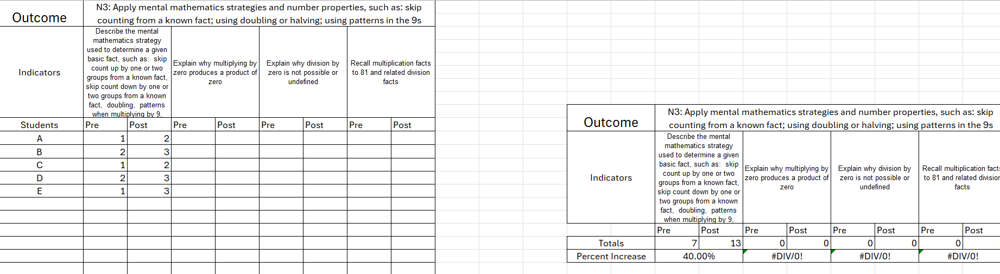 Outcome
N3: Apply mental mathematics strategies and number properties, such as: skip
counting from a known fact; using doubling or halving; using patterns in the 9s
Indicators
Describe the mental
mathematics strategy
used to determine a given
basic fact, such as: skip
count up by one or two
groups from a known fact,
skip count down by one or
two groups from a known
fact, doubling, patterns
when multiplying by 9,
Explain why multiplying by
zero produces a product of
zero
Explain why division by
zero is not possible or
undefined
Recall multiplication facts
to 81 and related division
facts
Students Pre Post Pre Post Pre Post Pre Post
A 1 2
B 2 3
C 1 2
D 2 3
E 1 3
Outcome
N3: Apply mental mathematics strategies and number properties, such as: skip
counting from a known fact; using doubling or halving; using patterns in the 9s
Indicators
Describe the mental
mathematics strategy
used to determine a given
basic fact, such as: skip
count up by one or two
groups from a known fact,
skip count down by one or
two groups from a known
fact, doubling, patterns
when multiplying by 9,
Explain why multiplying by
zero produces a product of
zero
Explain why division by
zero is not possible or
undefined
Recall multiplication facts
to 81 and related division
facts
Pre Post Pre Post Pre Post Pre Post
Totals 7 13 0 0 0 0 0
Percent Increase 40.00% #DIV/0! #DIV/0! #DIV/0!